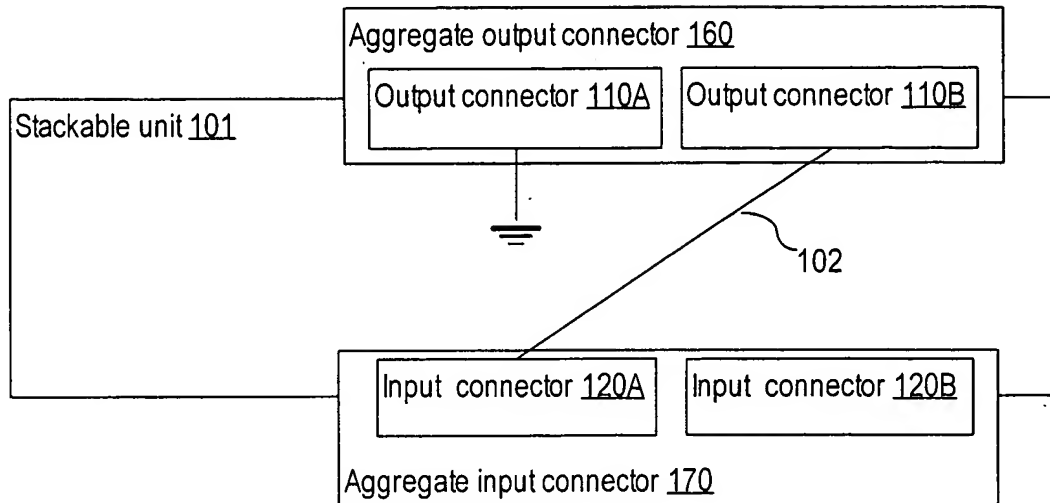 Aggregate output connector 160
Output connector 110A
Output connector 110B
Stackable unit 101
102
Input connector 120A
Input connector 120B
Aggregate input connector 170